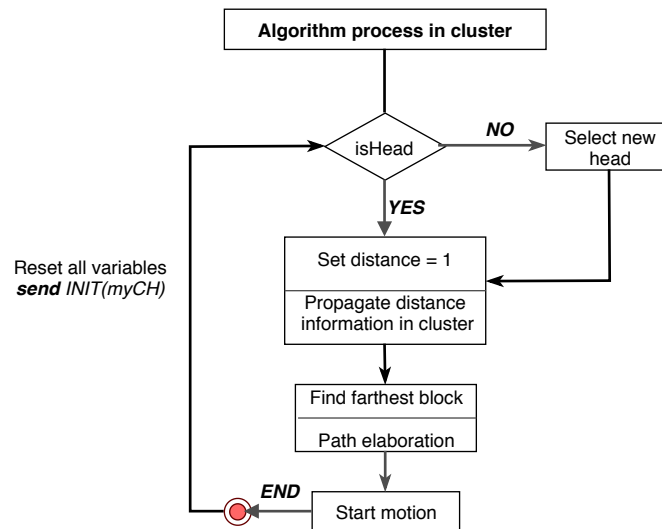 Algorithm process in cluster
isHead
NO
Select new
head
YES
Set distance = 1
Propagate distance
information in cluster
Reset all variables
send INIT(myCH)
Find farthest block
Path elaboration
END
Start motion